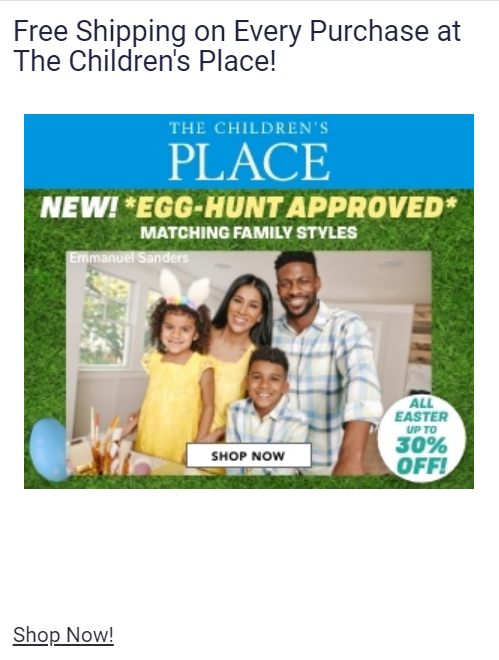 Free Shipping on Every Purchase at
The Children's Place!
THE CHILDREN'S
PLACE
NEW! *EGG-HUNT APPROVED*
MATCHING FAMILY STYLES
Emmanuel Sanders
ALL
EASTER
UP TO
30%
OFF!
SHOP NOW
Shop Now!